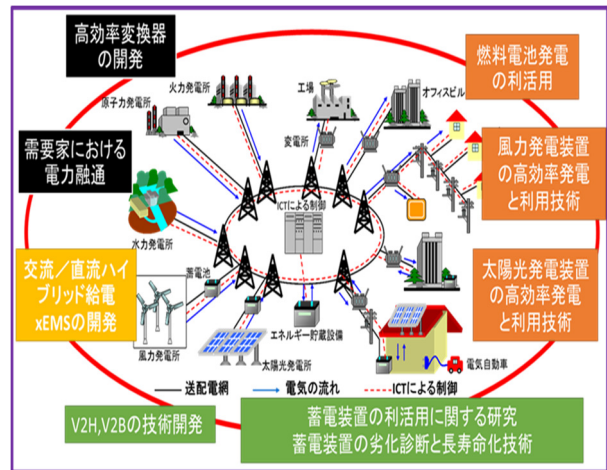 高効率変換器
の開発
燃料電池発電
の利活用
火力発電所
工場
オフィスビル
原子力発電所
変電所
需要家における
電力融通
風力発電装置
の高効率発電
と利用技術
ICTによる制御
水力発電所
交流／直流ハイ
ブリッド給電
xEMSの開発
蓄電池
太陽光発電装置
の高効率発電
と利用技術
風力発電所
エネルギー貯蔵設備
太陽光発電所
電気自動車
送配電網
電気の流れ
ICTによる制御
V2H,V2Bの技術開発
蓄電装置の利活用に関する研究
蓄電装置の劣化診断と長寿命化技術